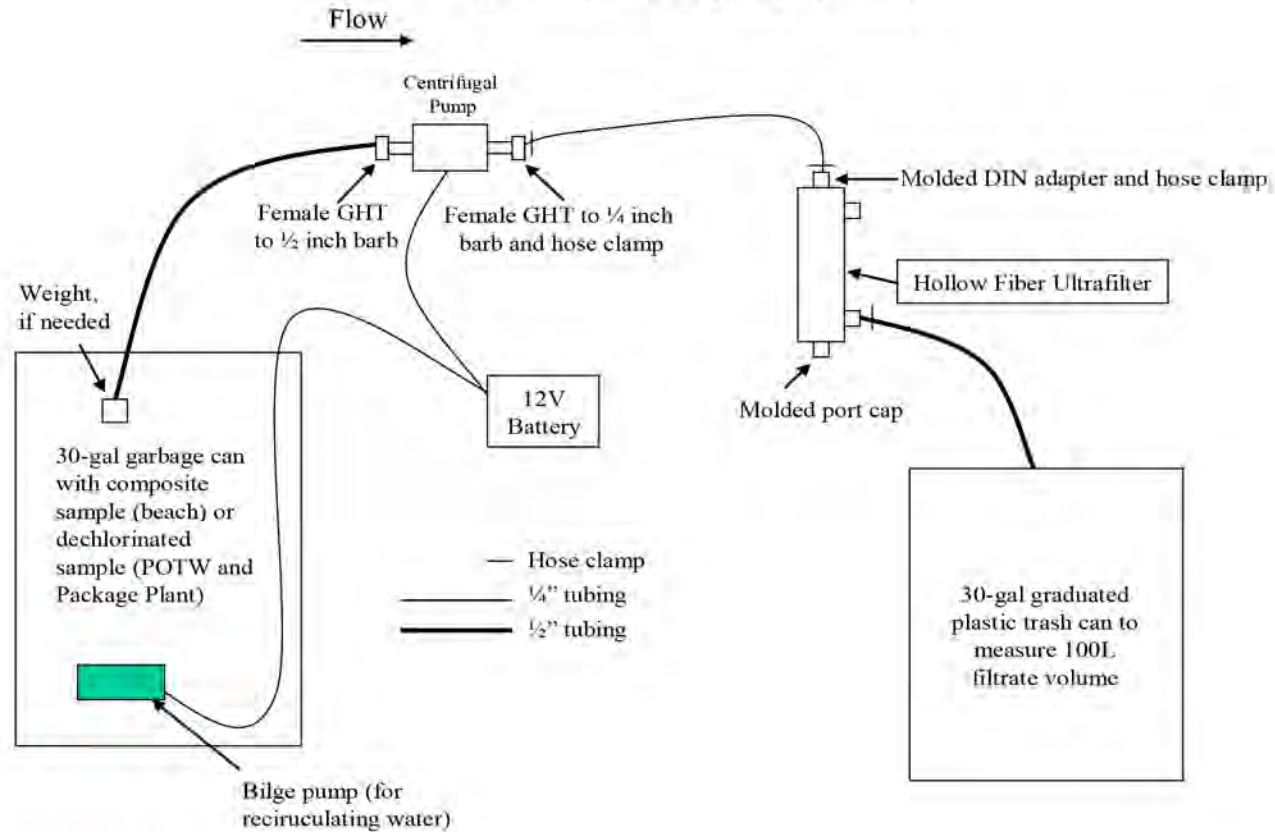 Flow
Centrifugal
Pump
Female GHT
to ½ inch barb
Female GHT to ¼ inch
barb and hose clamp
Molded DIN adapter and hose clamp
Hollow Fiber Ultrafilter
Molded port cap
Weight,
if needed
12V
Battery
30-gal garbage can
with composite
sample (beach) or
dechlorinated
sample (POTW and
Package Plant)
Hose clamp
¼” tubing
½” tubing
30-gal graduated
plastic trash can to
measure 100L
filtrate volume
Bilge pump (for
reciruculating water)